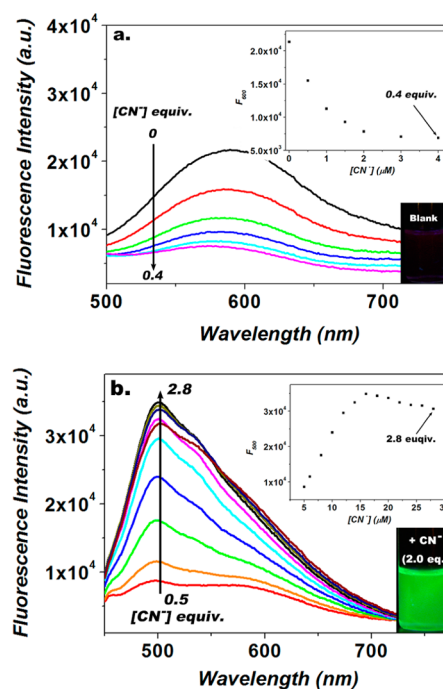 a.
Fluorescence Intensity (a.u.)
4x10⁴
3x10⁴
2x10⁴
1x10⁴
[CN⁻] equiv.
0
0.4
F₅₀₀
2.0x10⁴
1.5x10⁴
1.0x10⁴
5.0x10³
0.4 equiv.
0 1 2 3 4
[CN⁻] (μM)
Blank
500 600 700
Wavelength (nm)
b.
Fluorescence Intensity (a.u.)
3x10⁴
2x10⁴
1x10⁴
2.8
0.5
[CN⁻] equiv.
F₅₀₀
3x10⁴
2x10⁴
1x10⁴
2.8 euqiv.
5 10 15 20 25
[CN⁻] (μM)
+ CN⁻
(2.0 eq.
500 600 700
Wavelength (nm)